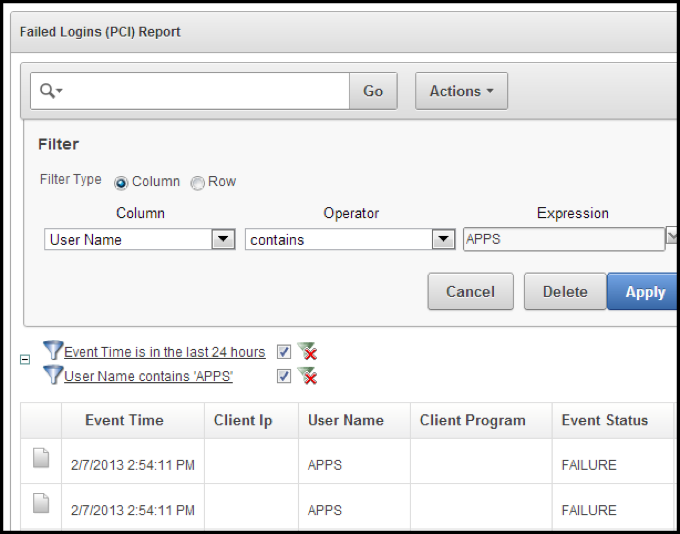 Failed Logins (PCI) Report
Go
Actions
Filter
Filter Type Column Row
Column Operator Expression
User Name contains APPS
Cancel Delete Apply
Event Time is in the last 24 hours
User Name contains 'APPS'
Event Time Client Ip User Name Client Program Event Status
2/7/2013 2:54:11 PM APPS FAILURE
2/7/2013 2:54:11 PM APPS FAILURE